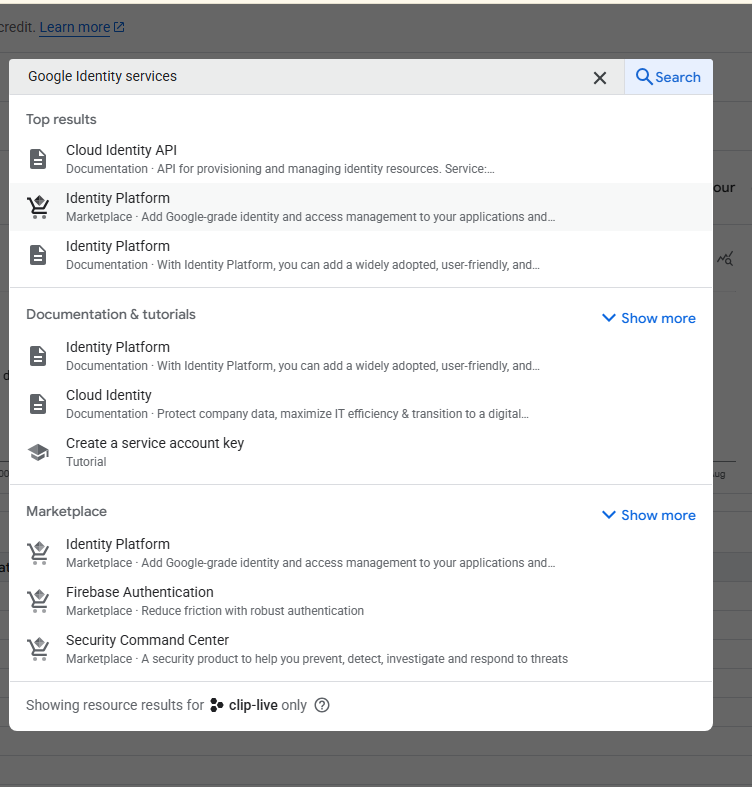 credit. Learn more
Google Identity services
Search
Top results
Cloud Identity API
Documentation · API for provisioning and managing identity resources. Service:...
Identity Platform
Marketplace · Add Google-grade identity and access management to your applications and...
Identity Platform
Documentation · With Identity Platform, you can add a widely adopted, user-friendly, and...
Documentation & tutorials
Show more
Identity Platform
Documentation · With Identity Platform, you can add a widely adopted, user-friendly, and...
Cloud Identity
Documentation · Protect company data, maximize IT efficiency & transition to a digital...
Create a service account key
Tutorial
Marketplace
Show more
Identity Platform
Marketplace · Add Google-grade identity and access management to your applications and...
Firebase Authentication
Marketplace · Reduce friction with robust authentication
Security Command Center
Marketplace · A security product to help you prevent, detect, investigate and respond to threats
Showing resource results for clip-live only